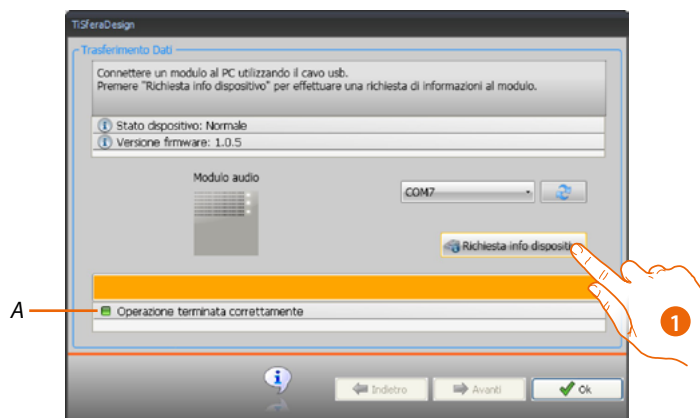 TiSferaDesign
Trasferimento Dati
Connettere un modulo al PC utilizzando il cavo usb.
Premere "Richiesta info dispositivo" per effettuare una richiesta di informazioni al modulo.
Stato dispositivo: Normale
Versione firmware: 1.0.5
Modulo audio
COM7
Richiesta info dispositi
A
Operazione terminata correttamente
1
Indietro
Avanti
Ok